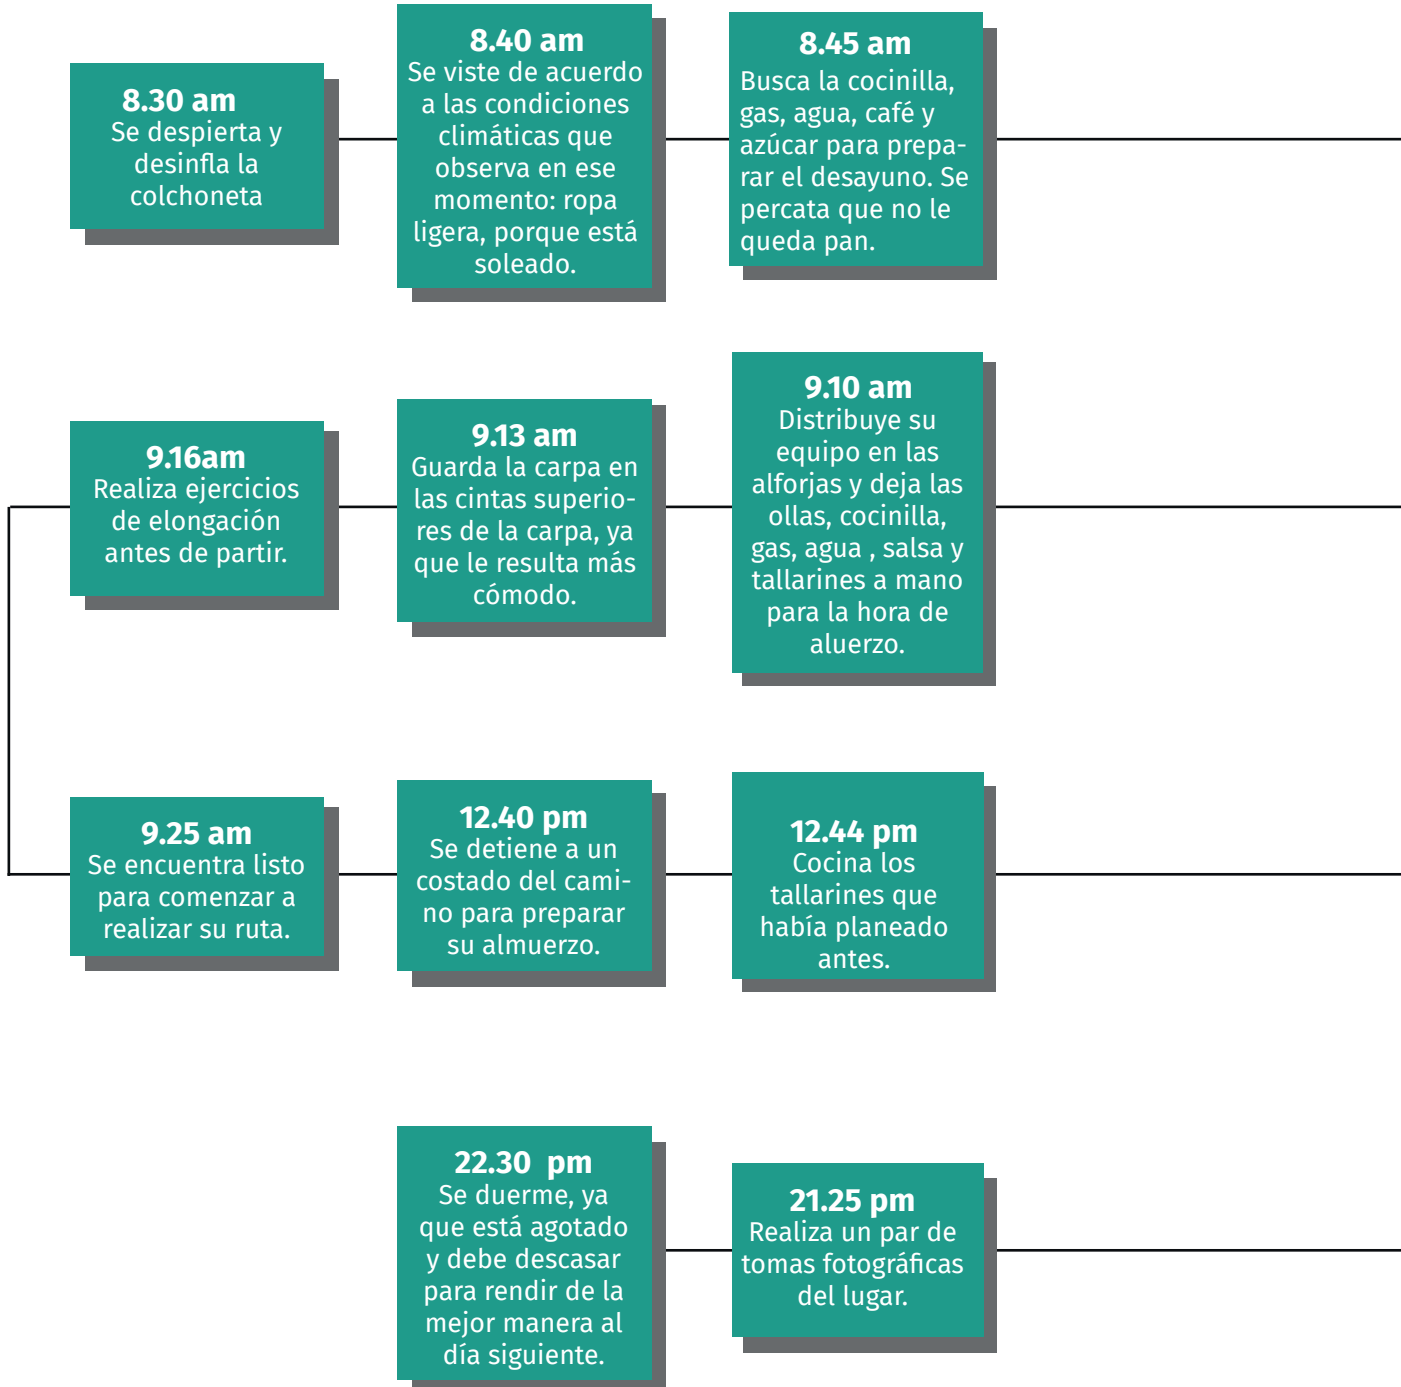 8.30 am
Se despierta y
desinfla la
colchoneta
8.40 am
Se viste de acuerdo
a las condiciones
climáticas que
observa en ese
momento: ropa
ligera, porque está
soleado.
8.45 am
Busca la cocinilla,
gas, agua, café y
azúcar para prepa-
rar el desayuno. Se
percata que no le
queda pan.
9.16am
Realiza ejercicios
de elongación
antes de partir.
9.13 am
Guarda la carpa en
las cintas superio-
res de la carpa, ya
que le resulta más
cómodo.
9.10 am
Distribuye su
equipo en las
alforjas y deja las
ollas, cocinilla,
gas, agua , salsa y
tallarines a mano
para la hora de
aluerzo.
9.25 am
Se encuentra listo
para comenzar a
realizar su ruta.
12.40 pm
Se detiene a un
costado del cami-
no para preparar
su almuerzo.
12.44 pm
Cocina los
tallarines que
había planeado
antes.
22.30  pm
Se duerme, ya
que está agotado
y debe descasar
para rendir de la
mejor manera al
día siguiente.
21.25 pm
Realiza un par de
tomas fotográficas
del lugar.